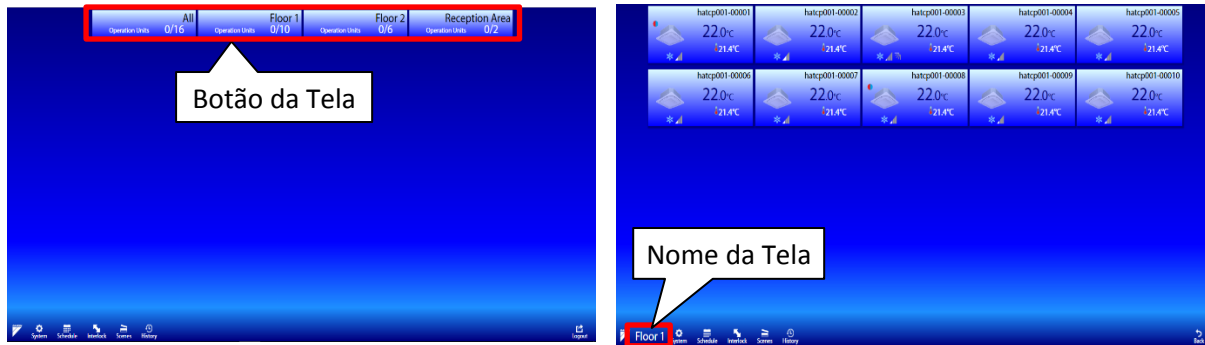 All Floor 1 Floor 2 Reception Area
Operation Units 0/16 Operation Units 0/10 Operation Units 0/6 Operation Units 0/2
Botão da Tela
System Schedule Interlock Scenes History Logout
hatcp001-00001 hatcp001-00002 hatcp001-00003 hatcp001-00004 hatcp001-00005
22.0℃ 22.0℃ 22.0℃ 22.0℃ 22.0℃
21.4℃ 21.4℃ 21.4℃ 21.4℃ 21.4℃
hatcp001-00006 hatcp001-00007 hatcp001-00008 hatcp001-00009 hatcp001-00010
22.0℃ 22.0℃ 22.0℃ 22.0℃ 22.0℃
21.4℃ 21.4℃ 21.4℃ 21.4℃ 21.4℃
Nome da Tela
Floor 1 System Schedule Interlock Scenes History Back